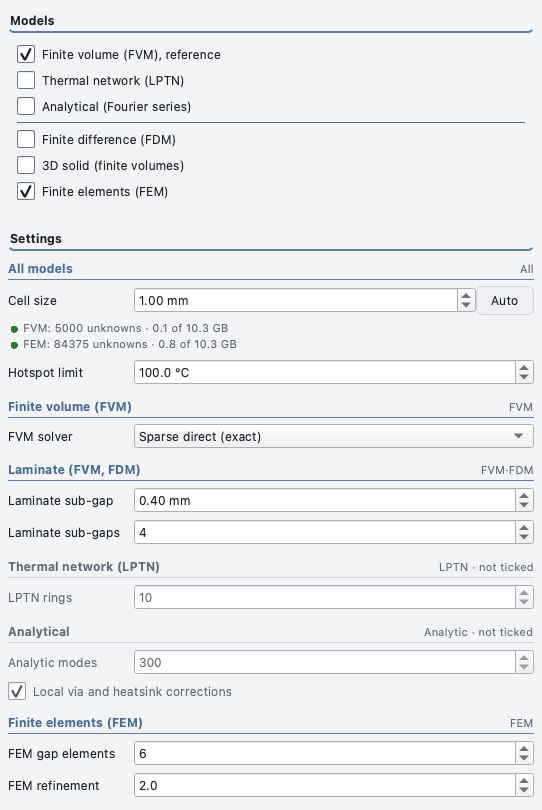 Models
Finite volume (FVM), reference
Thermal network (LPTN)
Analytical (Fourier series)
Finite difference (FDM)
3D solid (finite volumes)
Finite elements (FEM)
Settings
All models All
Cell size 1.00 mm Auto
FVM: 5000 unknowns · 0.1 of 10.3 GB
FEM: 84375 unknowns · 0.8 of 10.3 GB
Hotspot limit 100.0 °C
Finite volume (FVM) FVM
FVM solver Sparse direct (exact)
Laminate (FVM, FDM) FVM·FDM
Laminate sub-gap 0.40 mm
Laminate sub-gaps 4
Thermal network (LPTN) LPTN · not ticked
LPTN rings 10
Analytical Analytic · not ticked
Analytic modes 300
Local via and heatsink corrections
Finite elements (FEM) FEM
FEM gap elements 6
FEM refinement 2.0